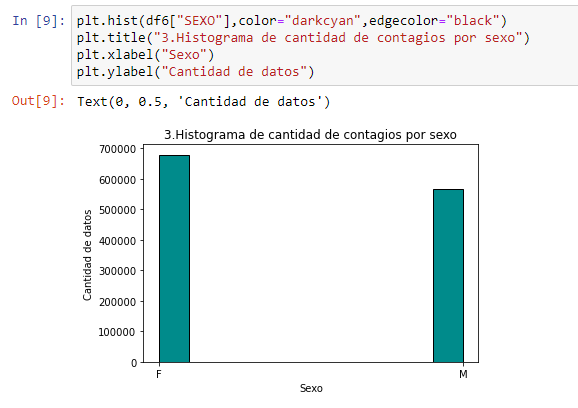 In [9]: plt.hist(df6["SEXO"],color="darkcyan",edgecolor="black")
plt.title("3.Histograma de cantidad de contagios por sexo")
plt.xlabel("Sexo")
plt.ylabel("Cantidad de datos")
Out[9]: Text(0, 0.5, 'Cantidad de datos')
3.Histograma de cantidad de contagios por sexo
700000
600000
500000
400000
300000
200000
100000
0
Cantidad de datos
F M
Sexo